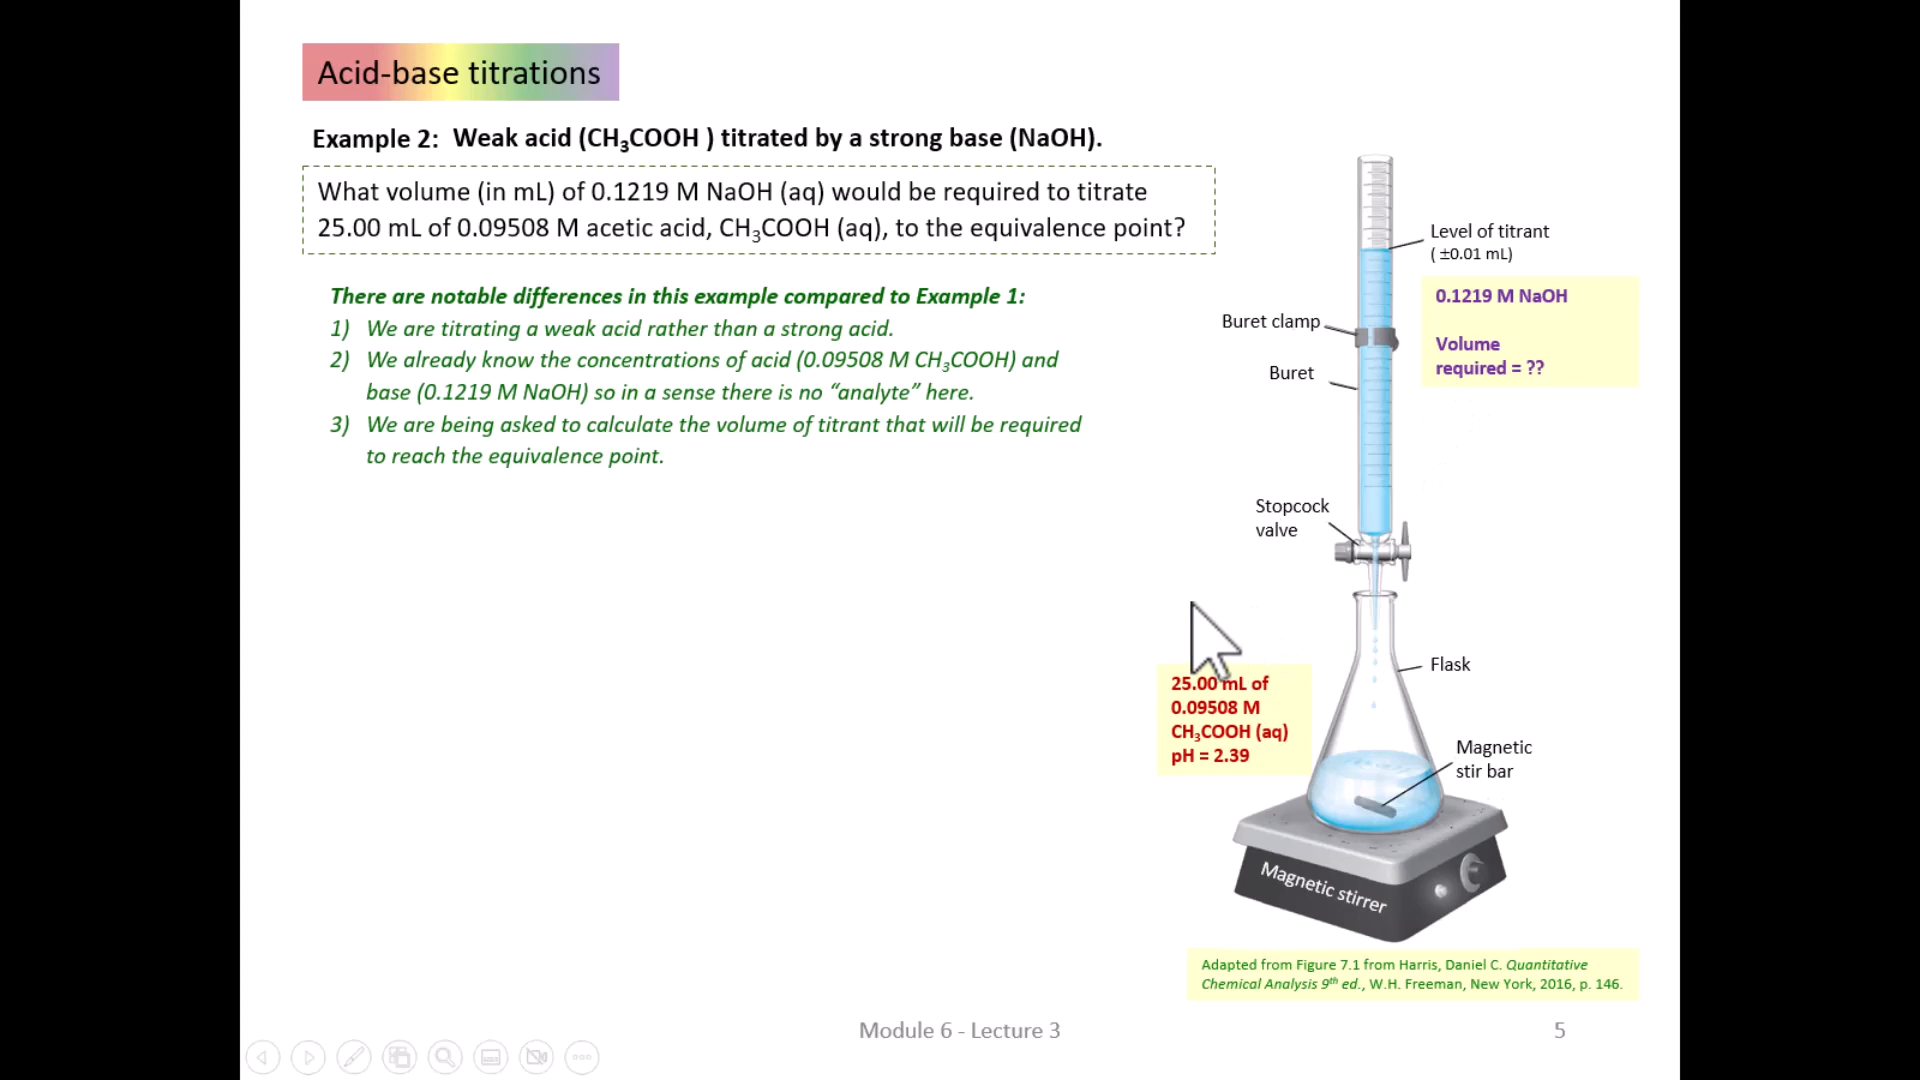 Acid-base titrations
Example 2: Weak acid (CH₃COOH ) titrated by a strong base (NaOH).
What volume (in mL) of 0.1219 M NaOH (aq) would be required to titrate
25.00 mL of 0.09508 M acetic acid, CH₃COOH (aq), to the equivalence point?
There are notable differences in this example compared to Example 1:
1) We are titrating a weak acid rather than a strong acid.
2) We already know the concentrations of acid (0.09508 M CH₃COOH) and
base (0.1219 M NaOH) so in a sense there is no “analyte” here.
3) We are being asked to calculate the volume of titrant that will be required
to reach the equivalence point.
Level of titrant
( ±0.01 mL)
0.1219 M NaOH
Volume
required = ??
Buret clamp
Buret
Stopcock
valve
Flask
25.00 mL of
0.09508 M
CH₃COOH (aq)
pH = 2.39
Magnetic
stir bar
Magnetic stirrer
Adapted from Figure 7.1 from Harris, Daniel C. Quantitative
Chemical Analysis 9th ed., W.H. Freeman, New York, 2016, p. 146.
Module 6 - Lecture 3
5